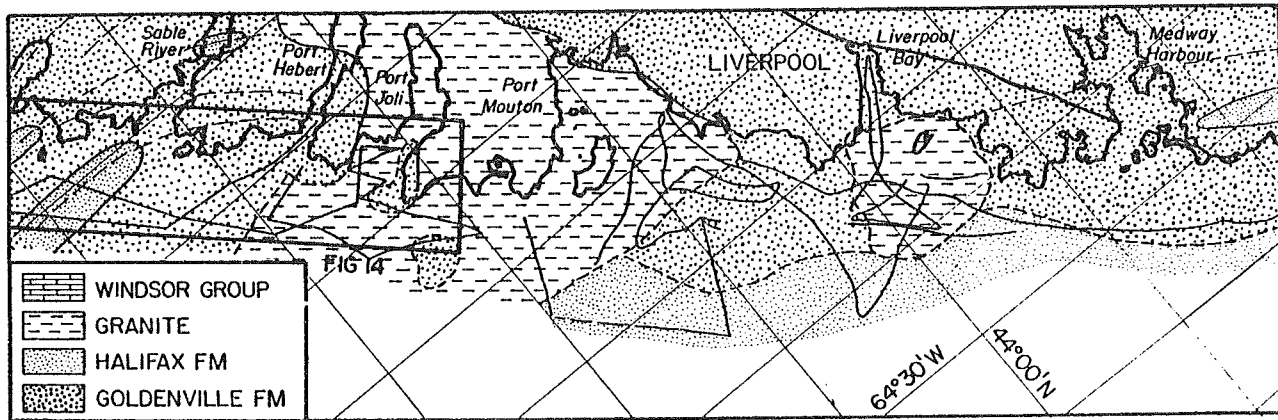 Sable
River
Port
Hebert
Port
Joli
Port
Mouton
LIVERPOOL
Liverpool
Bay
Medway
Harbour
FIG 14
WINDSOR GROUP
GRANITE
HALIFAX FM
GOLDENVILLE FM
64°30'W
44°00'N